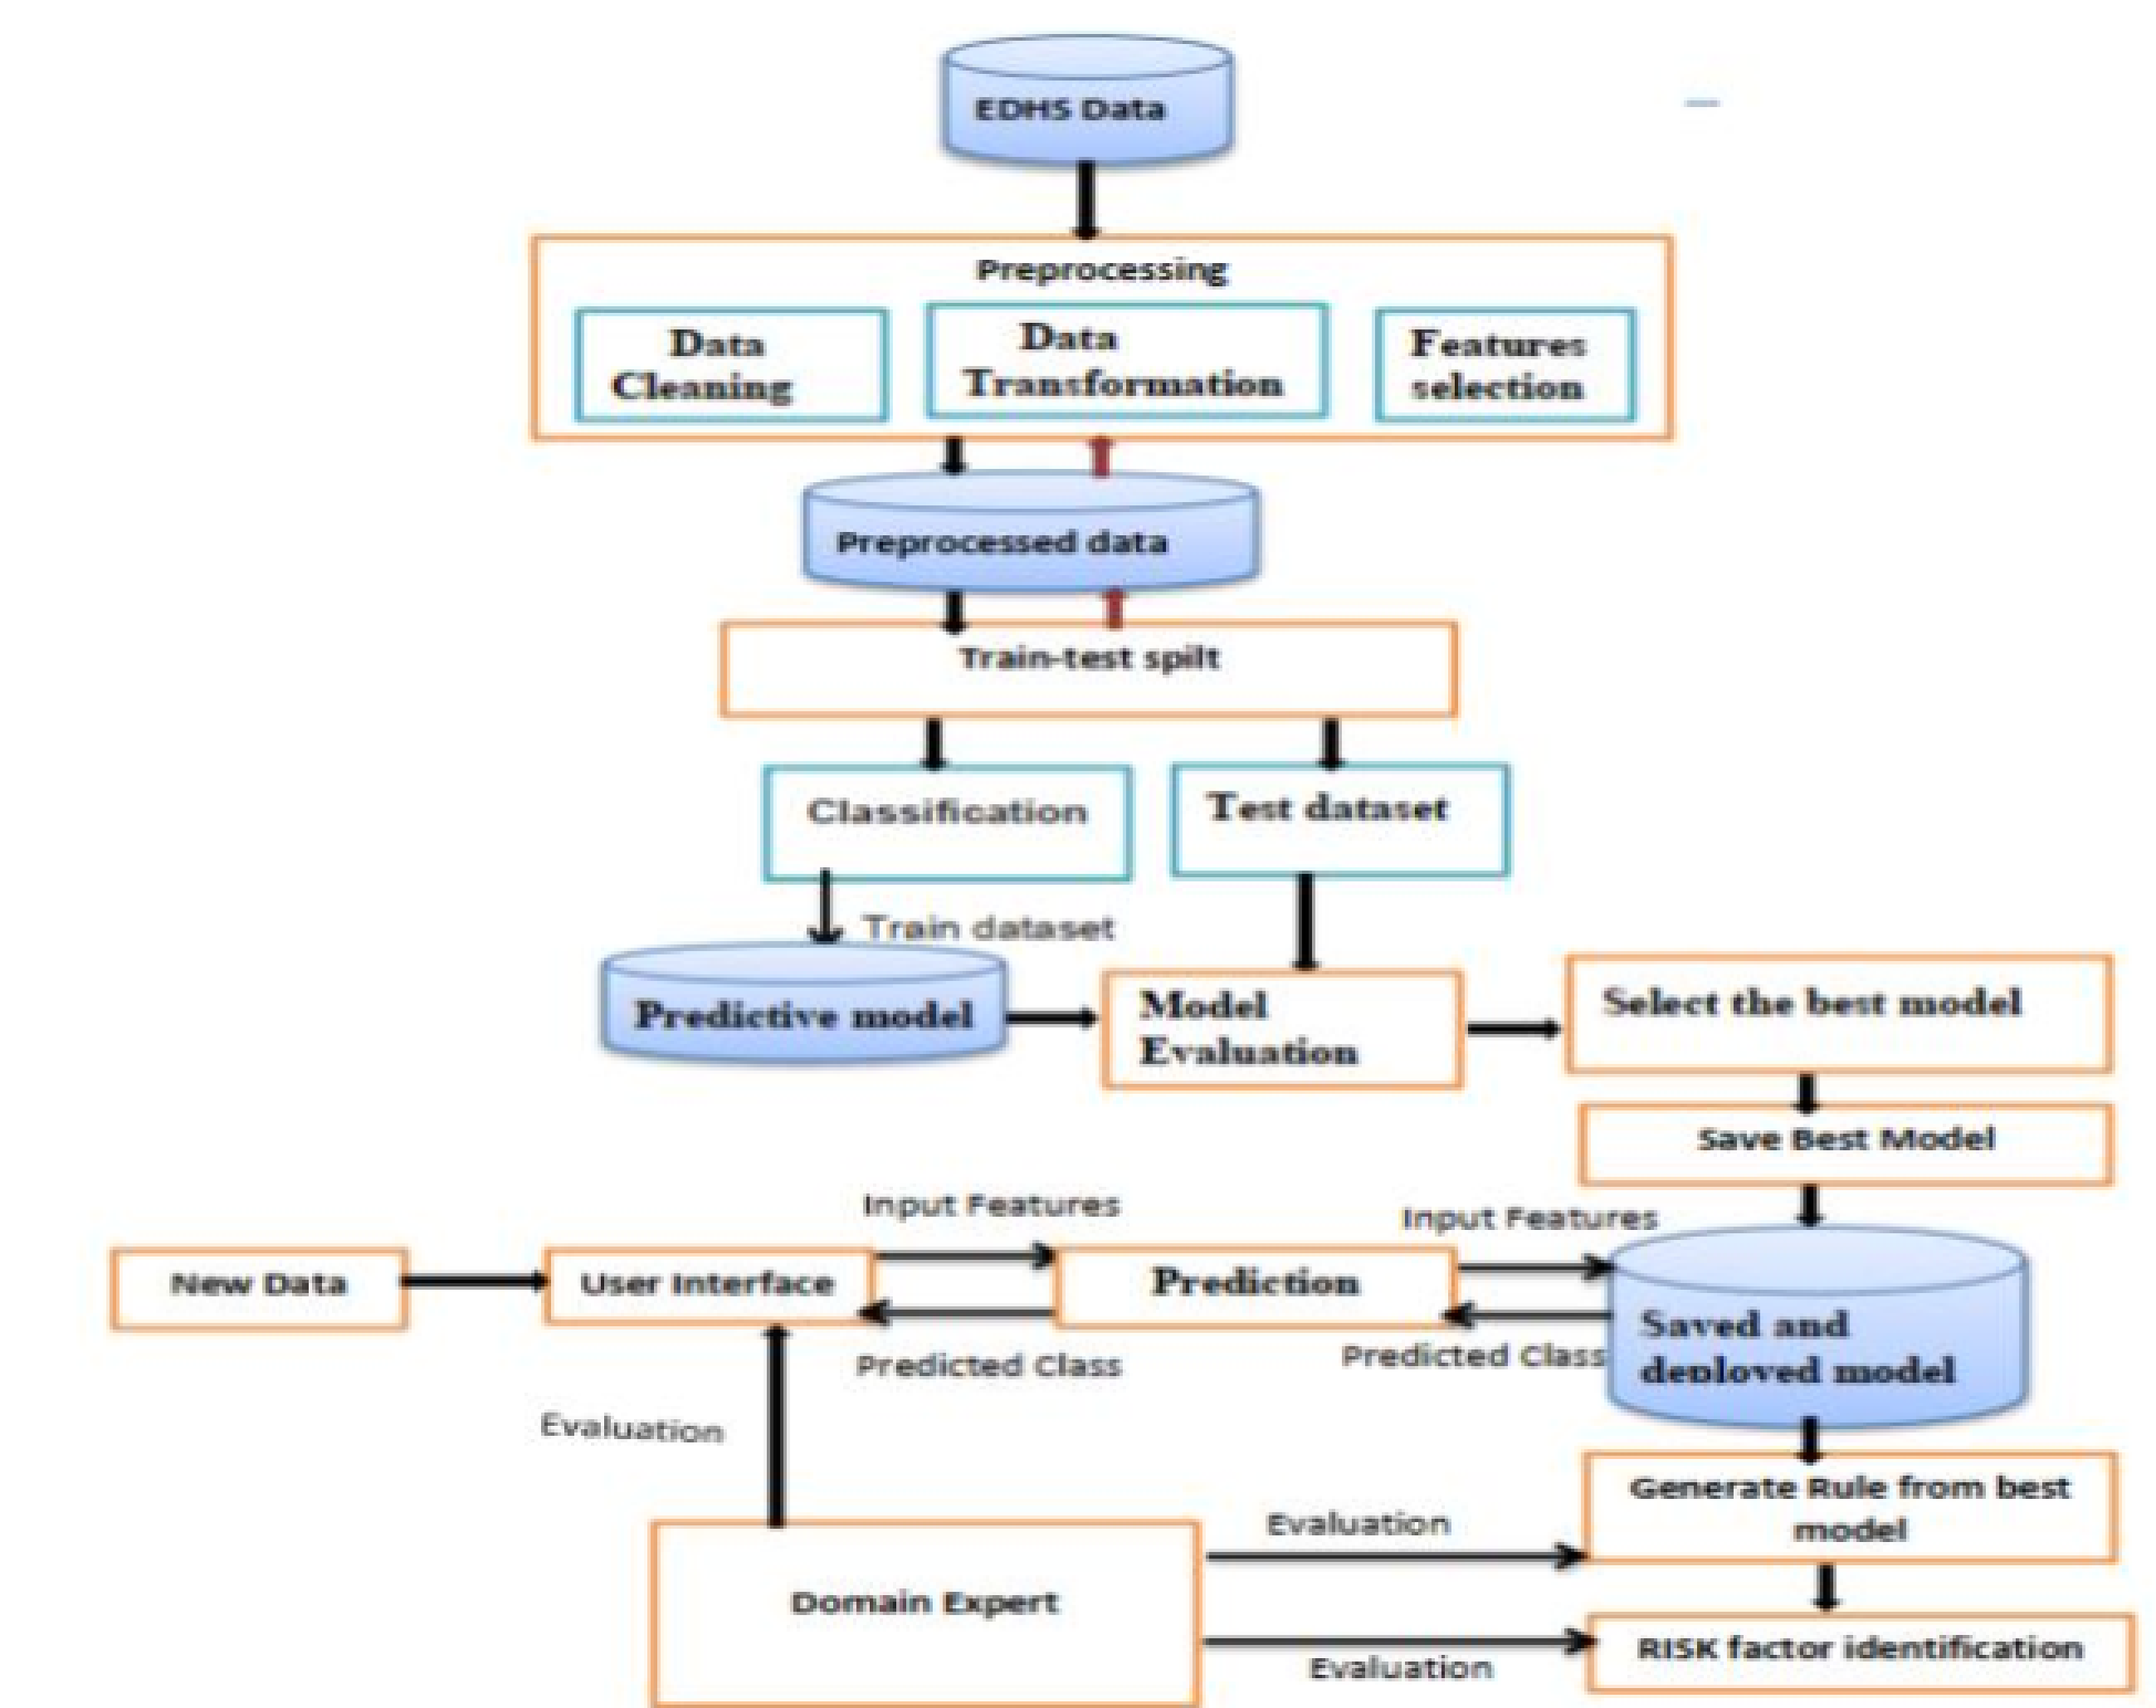 EDHS Data
Preprocessing
Data
Cleaning
Data
Transformation
Features
selection
Preprocessed data
Train-test spilt
Classification
Test dataset
Train dataset
Predictive model
Model
Evaluation
Select the best model
Save Best Model
Input Features
Input Features
New Data
User Interface
Prediction
Saved and
deployed model
Predicted Class
Predicted Class
Evaluation
Generate Rule from best
model
Evaluation
Domain Expert
RISK factor identification
Evaluation